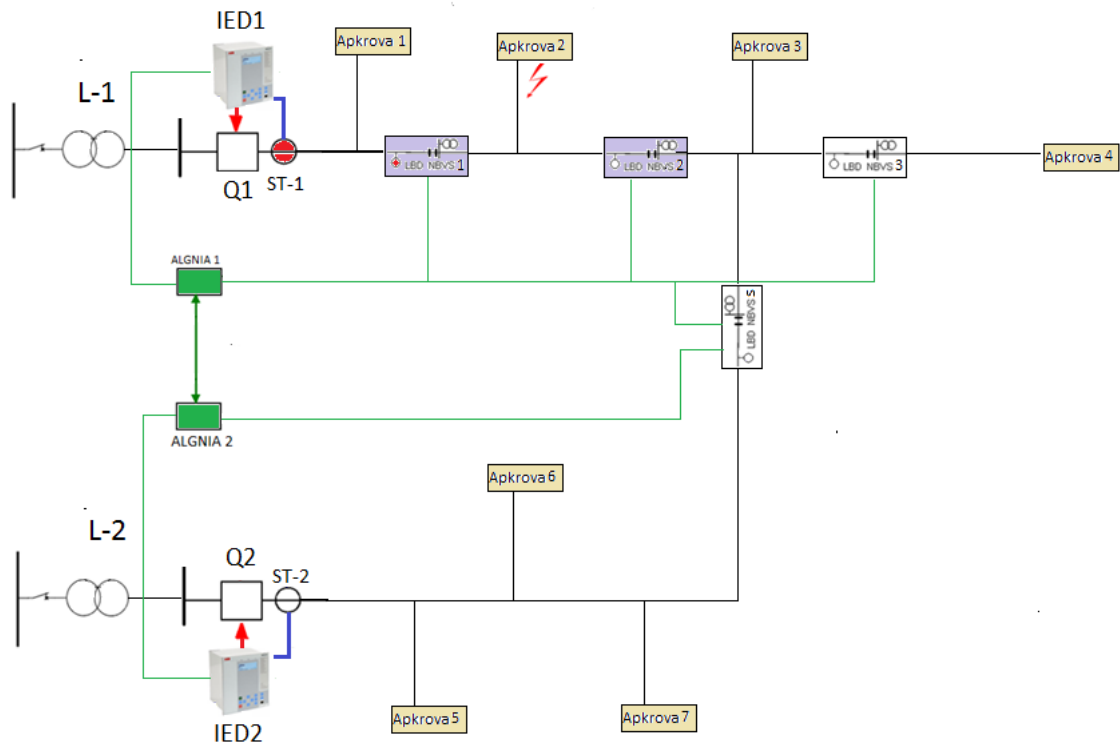 IED1
Apkrova 1
Apkrova 2
Apkrova 3
L-1
Q1
ST-1
LBD NBVS 1
LBD NBVS 2
LBD NBVS 3
Apkrova 4
ALGNIA 1
LBD NBVS 5
ALGNIA 2
Apkrova 6
L-2
Q2
ST-2
IED2
Apkrova 5
Apkrova 7